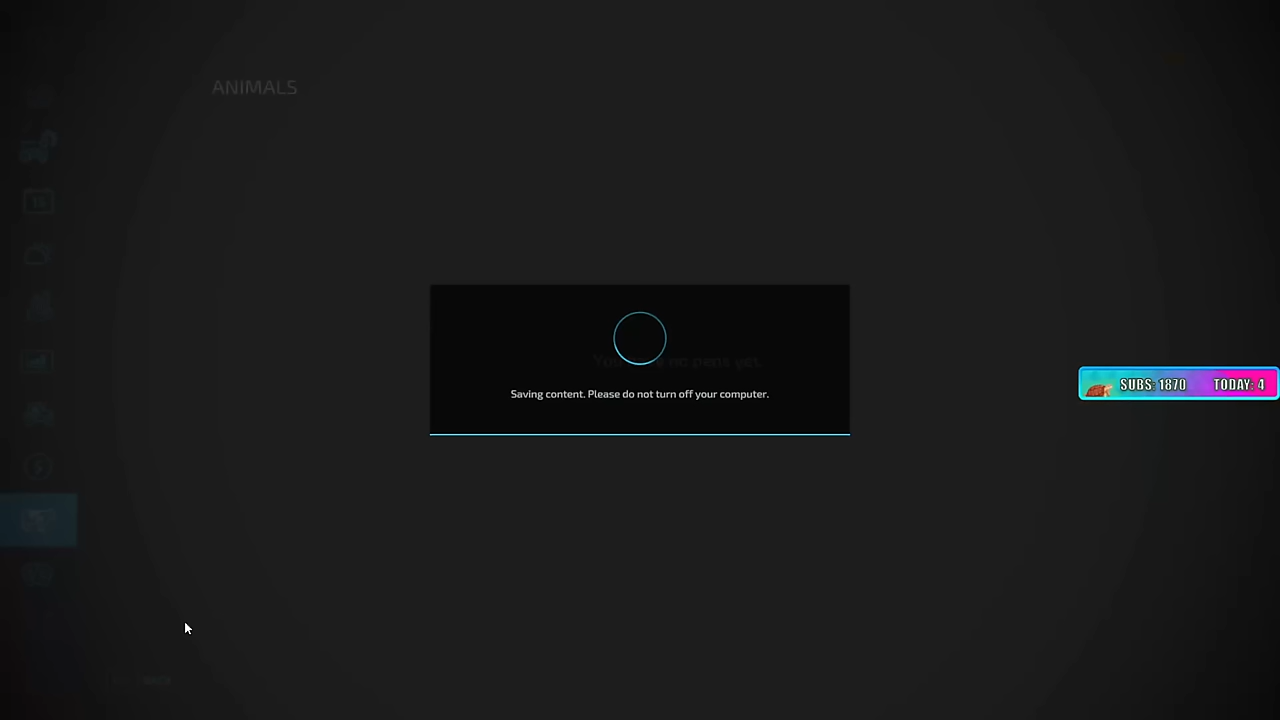 ANIMALS
Saving content. Please do not turn off your computer.
SUBS: 1870 TODAY: 4